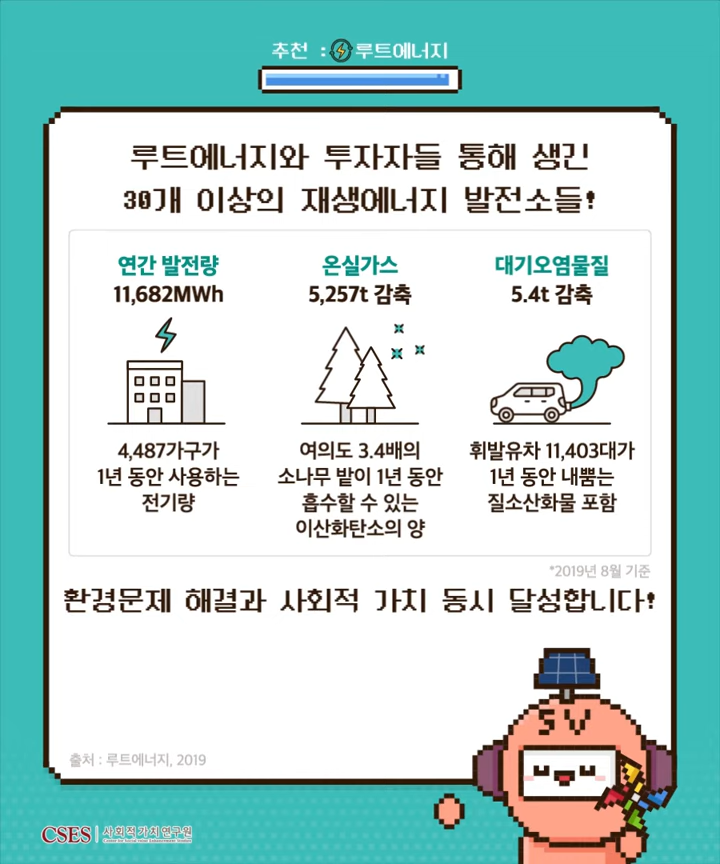 추천 : 루트에너지
루트에너지와 투자자들 통해 생긴
30개 이상의 재생에너지 발전소들!
연간 발전량
11,682MWh
4,487가구가
1년 동안 사용하는
전기량
온실가스
5,257t 감축
여의도 3.4배의
소나무 밭이 1년 동안
흡수할 수 있는
이산화탄소의 양
대기오염물질
5.4t 감축
휘발유차 11,403대가
1년 동안 내뿜는
질소산화물 포함
*2019년 8월 기준
환경문제 해결과 사회적 가치 동시 달성합니다!
SV
출처 : 루트에너지, 2019
CSES | 사회적가치연구원
Center for Social value Enhancement Studies